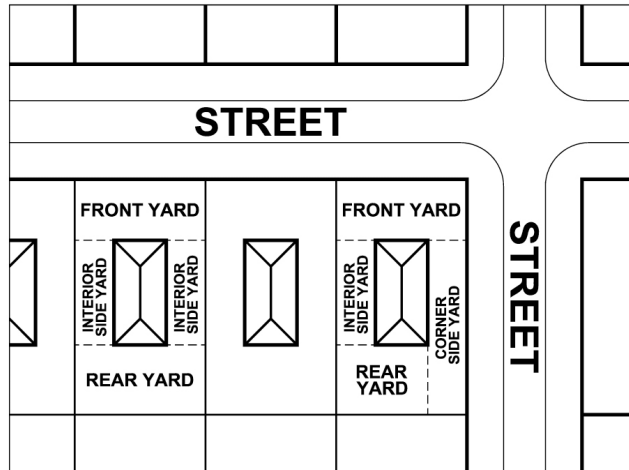 STREET
FRONT YARD
FRONT YARD
STREET
INTERIOR
SIDE YARD
INTERIOR
SIDE YARD
INTERIOR
SIDE YARD
CORNER
SIDE YARD
REAR YARD
REAR
YARD